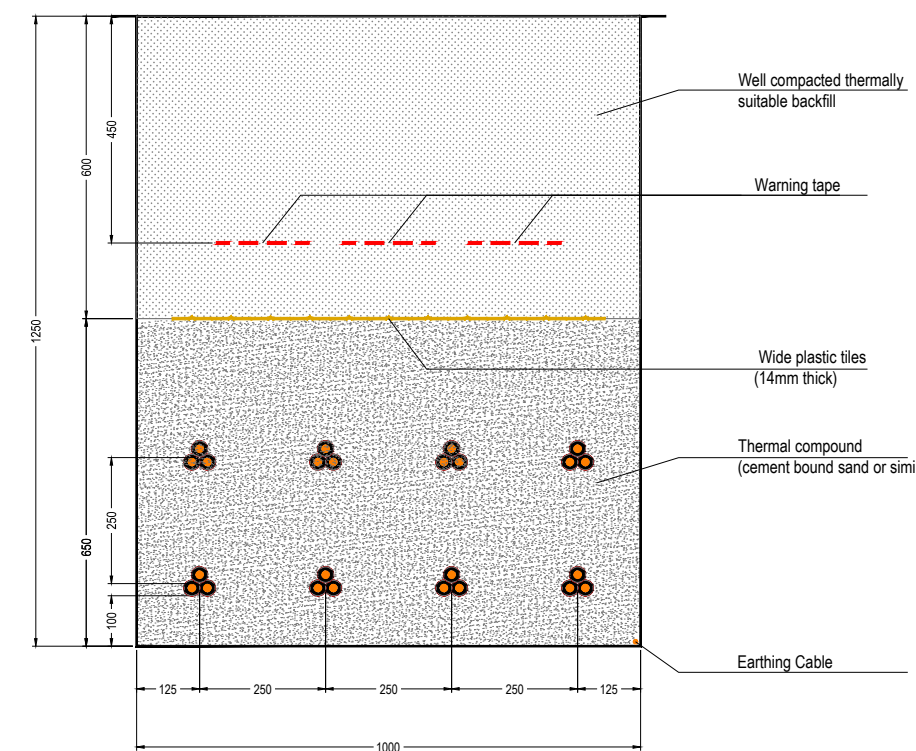 Well compacted thermally
suitable backfill
Warning tape
Wide plastic tiles
(14mm thick)
Thermal compound
(cement bound sand or simi
Earthing Cable
1250
600
450
650
250
100
125
250
250
250
125
1000